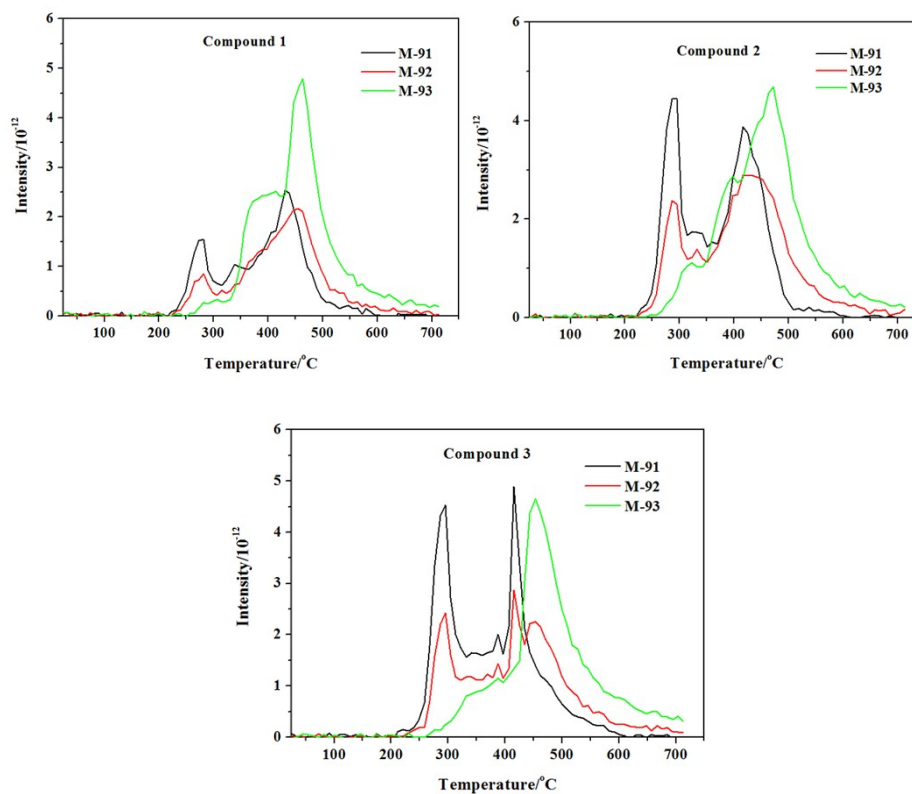 Compound 1
M-91
M-92
M-93
Intensity/10-12
6
5
4
3
2
1
0
100 200 300 400 500 600 700
Temperature/oC
Compound 2
M-91
M-92
M-93
Intensity/10-12
6
4
2
0
100 200 300 400 500 600 700
Temperature/oC
Compound 3
M-91
M-92
M-93
Intensity/10-12
6
5
4
3
2
1
0
100 200 300 400 500 600 700
Temperature/oC